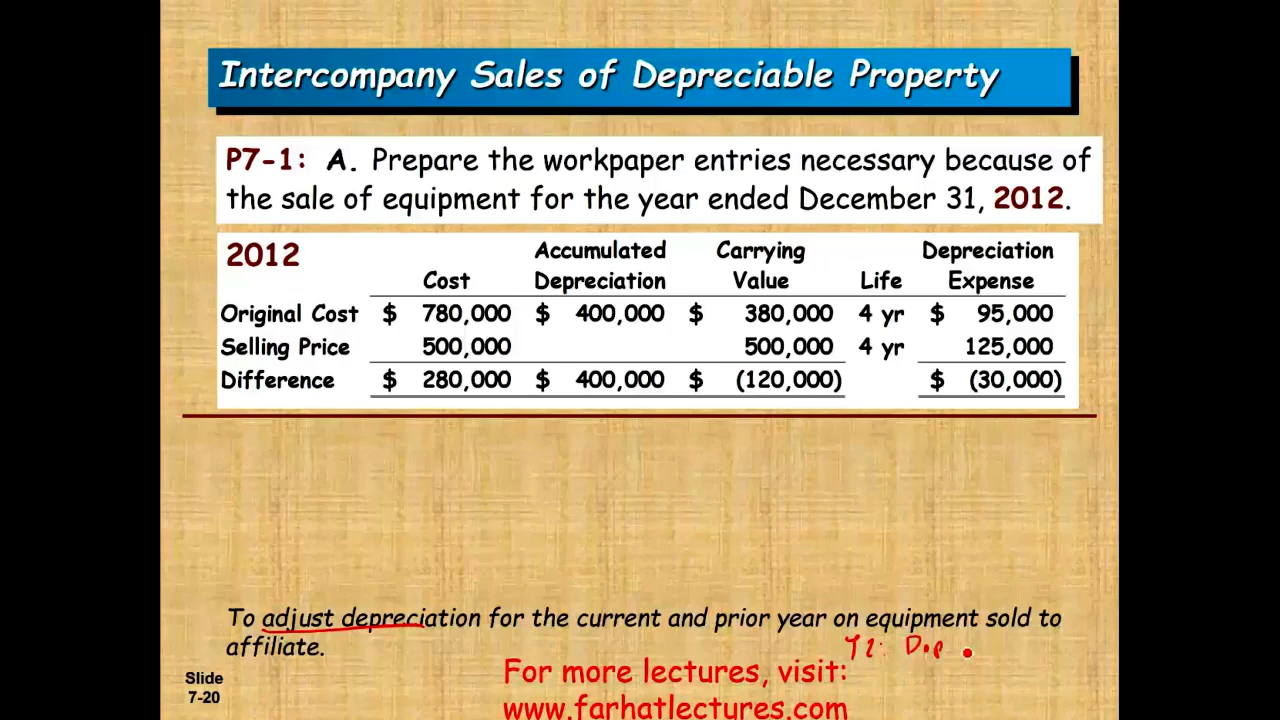 Intercompany Sales of Depreciable Property
P7-1: A. Prepare the workpaper entries necessary because of
the sale of equipment for the year ended December 31, 2012.
2012 Accumulated Carrying Depreciation
Cost Depreciation Value Life Expense
Original Cost $ 780,000 $ 400,000 $ 380,000 4 yr $ 95,000
Selling Price 500,000 500,000 4 yr 125,000
Difference $ 280,000 $ 400,000 $ (120,000) $ (30,000)
To adjust depreciation for the current and prior year on equipment sold to
affiliate.
Dep
For more lectures, visit:
www.farhatlectures.com
Slide
7-20